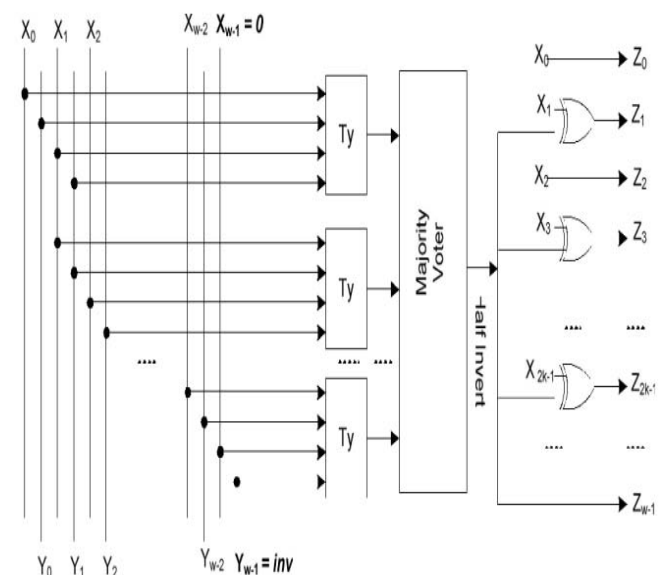 X0 X1 X2 Xw-2 Xw-1 = 0
Ty
Ty
.... ..... ....
Ty
Y0 Y1 Y2 Yw-2 Yw-1 = inv
Majority
Voter
Half Invert
X0 Z0
X1 Z1
X2 Z2
X3 Z3
.... ....
X2k-1 Z2k-1
.... ....
Zw-1